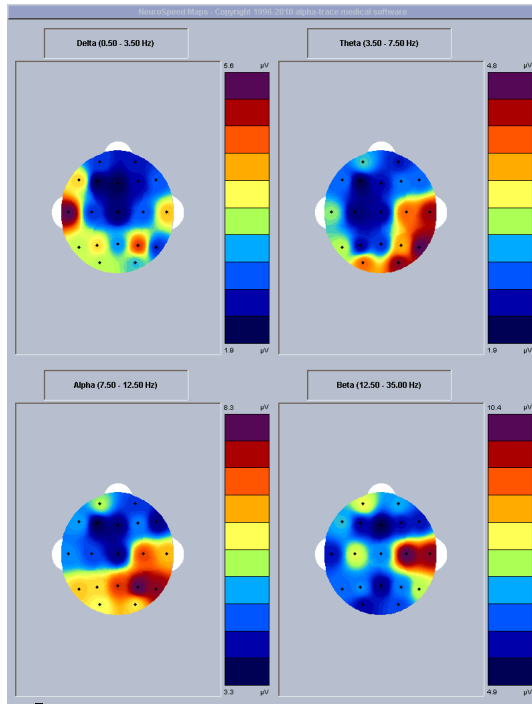 NeuroSpeed Maps - Copyright 1996-2010 alpha-trace medical software
Delta (0.50 - 3.50 Hz)
Theta (3.50 - 7.50 Hz)
5.6 µV
4.8 µV
1.9 µV
1.9 µV
Alpha (7.50 - 12.50 Hz)
Beta (12.50 - 35.00 Hz)
8.3 µV
10.4 µV
3.3 µV
4.9 µV